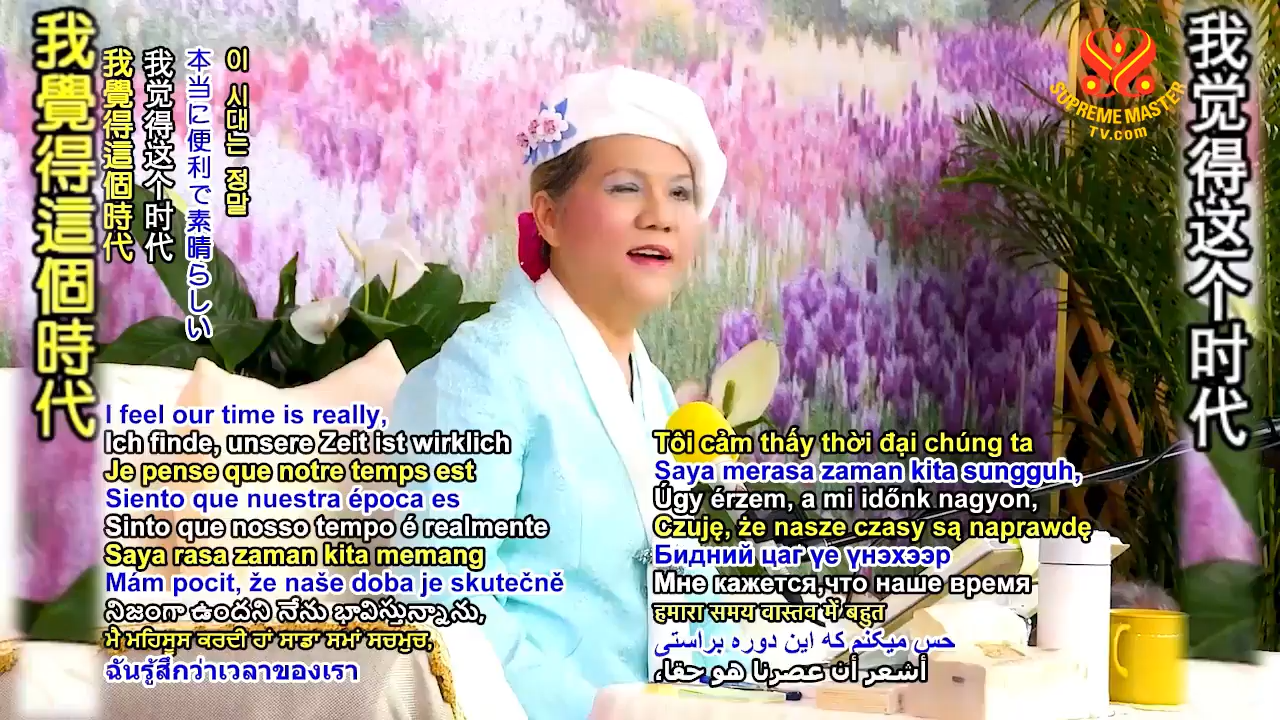 我覺得這個時代
我覺得這個時代
我觉得这个时代
本当に便利で素晴らしい
이 시대는 정말
SUPREME MASTER
TV.com
我觉得这个时代
I feel our time is really,
Ich finde, unsere Zeit ist wirklich
Je pense que notre temps est
Siento que nuestra época es
Sinto que nosso tempo é realmente
Saya rasa zaman kita memang
Mám pocit, že naše doba je skutečně
నిజంగా ఉందని నేను భావిస్తున్నాను,
ਮੈਂ ਮਹਿਸੂਸ ਕਰਦੀ ਹਾਂ ਸਾਡਾ ਸਮਾਂ ਸਚਮੁਚ,
ฉันรู้สึกว่าเวลาของเรา
Tôi cảm thấy thời đại chúng ta
Saya merasa zaman kita sungguh,
Úgy érzem, a mi időnk nagyon,
Czuję, że nasze czasy są naprawdę
Бидний цаг үе үнэхээр
Мне кажется,что наше время
हमारा समय वास्तव में बहुत
حس میکنم که این دوره براستی
أشعر أن عصرنا هو حقا،